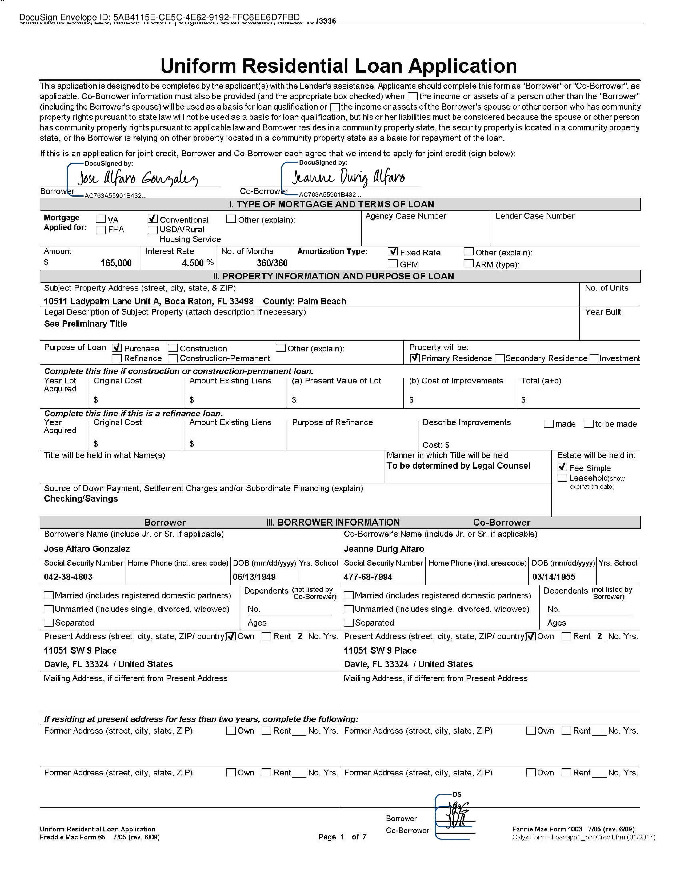 DocuSign Envelope ID: 5AB4115E-CE5C-4E62-9192-FFC6EE6D7FBD
Uniform Residential Loan Application
This application is designed to be completed by the applicant(s) with the Lender's assistance. Applicants should complete this form as "Borrower" or "Co-Borrower", as
applicable. Co-Borrower information must also be provided (and the appropriate box checked) when the income or assets of a person other than the "Borrower"
(including the Borrower's spouse) will be used as a basis for loan qualification or the income or assets of the Borrower's spouse or other person who has community
property rights pursuant to state law will not be used as a basis for loan qualification, but his or her liabilities must be considered because the spouse or other person
has community property rights pursuant to applicable law and Borrower resides in a community property state, the security property is located in a community property
state, or the Borrower is relying on other property located in a community property state as a basis for repayment of the loan.
If this is an application for joint credit, Borrower and Co-Borrower each agree that we intend to apply for joint credit (sign below):
DocuSigned by: DocuSigned by:
Jose Alfaro Gonzalez Jeanne Durig Alfaro
Borrower AC763A55901B432... Co-Borrower AC763A55901B432...
I. TYPE OF MORTGAGE AND TERMS OF LOAN
Mortgage Applied for: VA Conventional Other (explain): Agency Case Number Lender Case Number
FHA USDA/Rural Housing Service
Amount Interest Rate No. of Months Amortization Type: Fixed Rate Other (explain):
$ 165,000 4.500 % 360/360 GPM ARM (type):
II. PROPERTY INFORMATION AND PURPOSE OF LOAN
Subject Property Address (street, city, state, & ZIP) No. of Units
10511 Ladypalm Lane Unit A, Boca Raton, FL 33498 County: Palm Beach
Legal Description of Subject Property (attach description if necessary) Year Built
See Preliminary Title
Purpose of Loan Purchase Construction Other (explain): Property will be:
Refinance Construction-Permanent Primary Residence Secondary Residence Investment
Complete this line if construction or construction-permanent loan.
Year Lot Acquired Original Cost Amount Existing Liens (a) Present Value of Lot (b) Cost of Improvements Total (a+b)
$ $ $ $ $
Complete this line if this is a refinance loan.
Year Acquired Original Cost Amount Existing Liens Purpose of Refinance Describe Improvements made to be made
$ $ Cost: $
Title will be held in what Name(s) Manner in which Title will be held Estate will be held in:
To be determined by Legal Counsel Fee Simple
Leasehold (show expiration date)
Source of Down Payment, Settlement Charges and/or Subordinate Financing (explain)
Checking/Savings
Borrower III. BORROWER INFORMATION Co-Borrower
Borrower's Name (include Jr. or Sr. if applicable) Co-Borrower's Name (include Jr. or Sr. if applicable)
Jose Alfaro Gonzalez Jeanne Durig Alfaro
Social Security Number Home Phone (incl. area code) DOB (mm/dd/yyyy) Yrs. School Social Security Number Home Phone (incl. area code) DOB (mm/dd/yyyy) Yrs. School
042-38-4803 06/13/1949 477-68-7994 03/14/1955
Married (includes registered domestic partners) Dependents (not listed by Co-Borrower) Married (includes registered domestic partners) Dependents (not listed by Borrower)
Unmarried (includes single, divorced, widowed) No. Unmarried (includes single, divorced, widowed) No.
Separated Ages Separated Ages
Present Address (street, city, state, ZIP/ country) Own Rent 2 No. Yrs. Present Address (street, city, state, ZIP/ country) Own Rent 2 No. Yrs.
11051 SW 9 Place 11051 SW 9 Place
Davie, FL 33324 / United States Davie, FL 33324 / United States
Mailing Address, if different from Present Address Mailing Address, if different from Present Address
If residing at present address for less than two years, complete the following:
Former Address (street, city, state, ZIP) Own Rent No. Yrs. Former Address (street, city, state, ZIP) Own Rent No. Yrs.
Former Address (street, city, state, ZIP) Own Rent No. Yrs. Former Address (street, city, state, ZIP) Own Rent No. Yrs.
DS
Borrower
Co-Borrower
Uniform Residential Loan Application Fannie Mae Form 1003 7/05 (rev. 6/09)
Freddie Mac Form 65 7/05 (rev. 6/09) Page 1 of 7